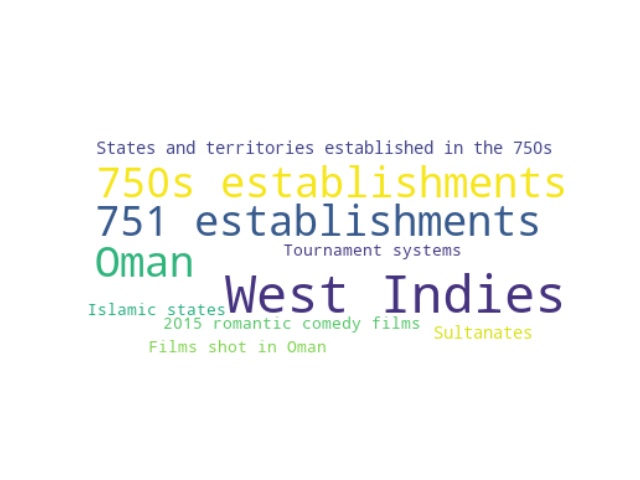 States and territories established in the 750s
750s establishments
751 establishments
Tournament systems
Oman
West Indies
Islamic states
2015 romantic comedy films
Sultanates
Films shot in Oman